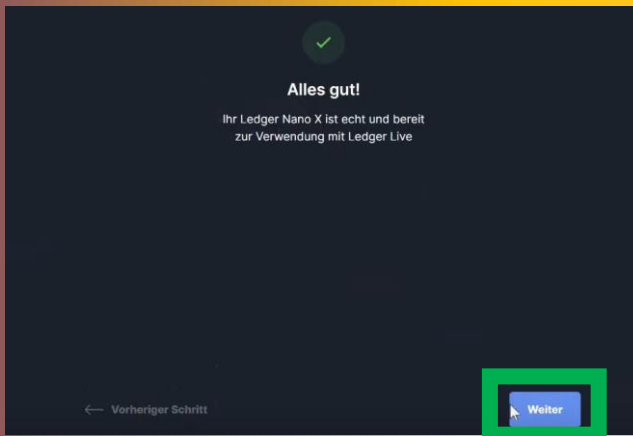 Alles gut!
Ihr Ledger Nano X ist echt und bereit
zur Verwendung mit Ledger Live
Vorheriger Schritt
Weiter